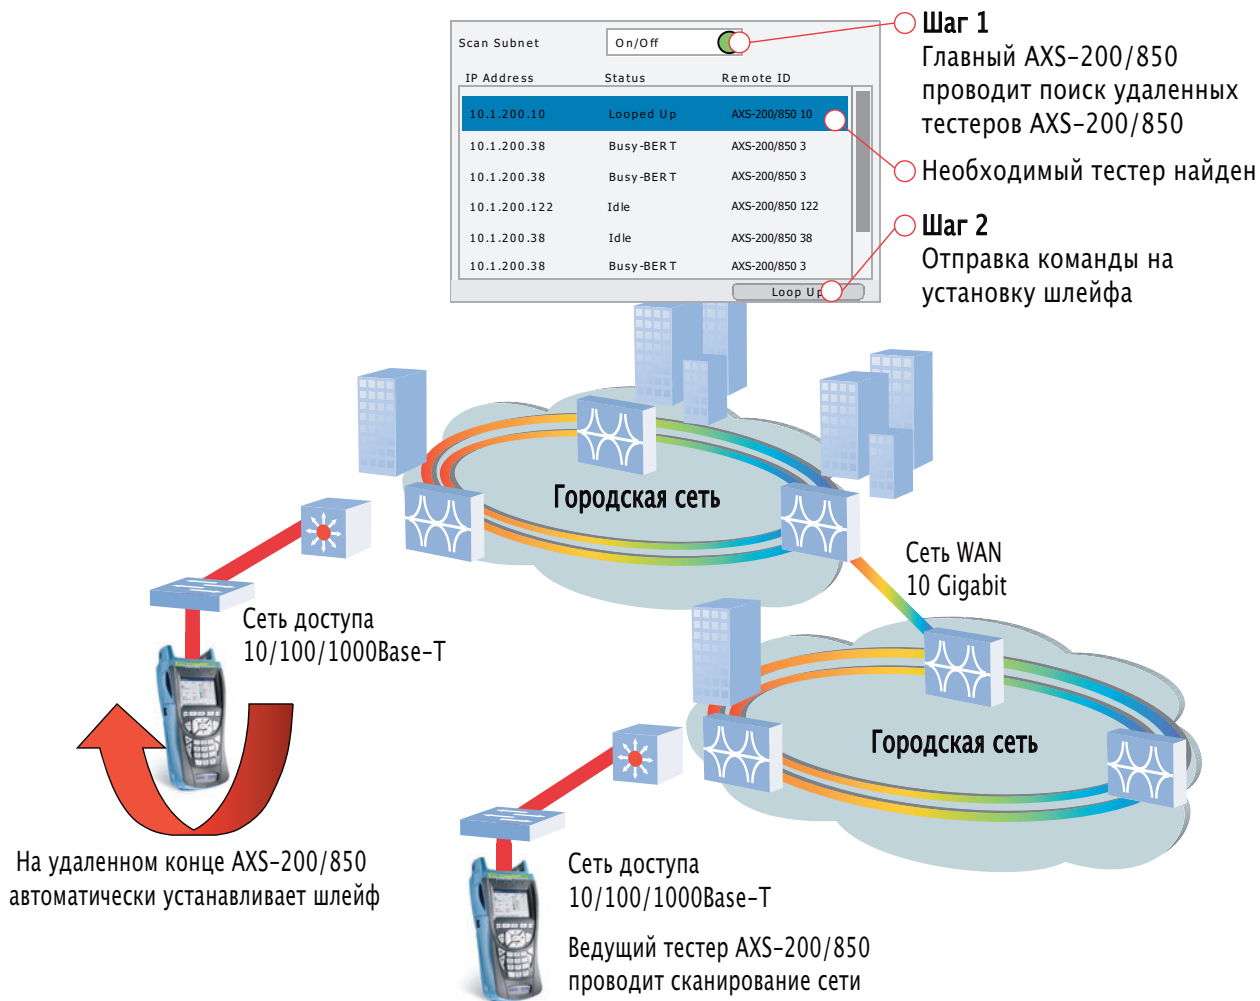 Scan Subnet On/Off
IP Address Status Remote ID
10.1.200.10 Looped Up AXS-200/850 10
10.1.200.38 Busy-BERT AXS-200/850 3
10.1.200.38 Busy-BERT AXS-200/850 3
10.1.200.122 Idle AXS-200/850 122
10.1.200.38 Idle AXS-200/850 38
10.1.200.38 Busy-BERT AXS-200/850 3
Loop Up
Шаг 1
Главный AXS-200/850
проводит поиск удаленных
тестеров AXS-200/850
Необходимый тестер найден
Шаг 2
Отправка команды на
установку шлейфа
Городская сеть
Сеть WAN
10 Gigabit
Сеть доступа
10/100/1000Base-T
Городская сеть
На удаленном конце AXS-200/850
автоматически устанавливает шлейф
Сеть доступа
10/100/1000Base-T
Ведущий тестер AXS-200/850
проводит сканирование сети